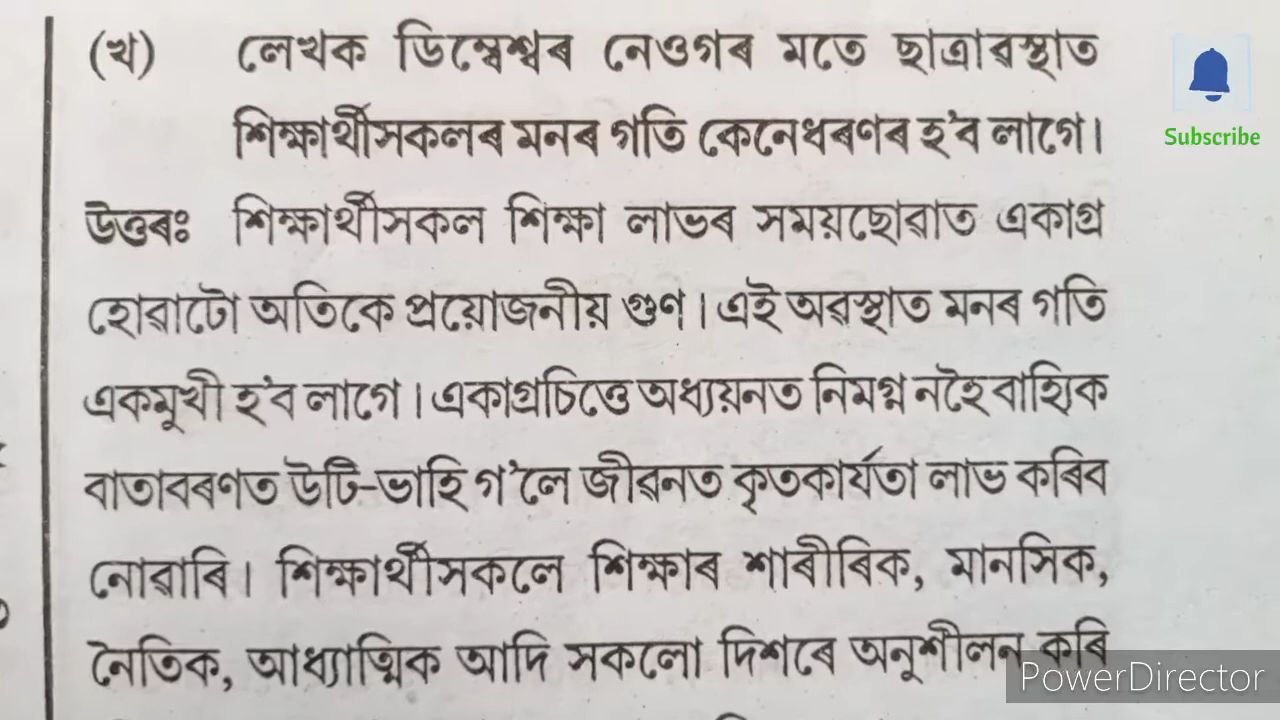 (খ) লেখক ডিম্বেশ্বৰ নেওগৰ মতে ছাত্ৰাৱস্থাত
শিক্ষাৰ্থীসকলৰ মনৰ গতি কেনেধৰণৰ হ'ব লাগে।
উত্তৰঃ শিক্ষাৰ্থীসকল শিক্ষা লাভৰ সময়ছোৱাত একাগ্ৰ
হোৱাটো অতিকে প্ৰয়োজনীয় গুণ। এই অৱস্থাত মনৰ গতি
একমুখী হ'ব লাগে। একাগ্ৰচিত্তে অধ্যয়নত নিমগ্ন নহৈ বাহ্যিক
বাতাবৰণত উটি-ভাহি গ'লে জীৱনত কৃতকাৰ্যতা লাভ কৰিব
নোৱাৰি। শিক্ষাৰ্থীসকলে শিক্ষাৰ শাৰীৰিক, মানসিক,
নৈতিক, আধ্যাত্মিক আদি সকলো দিশৰে অনুশীলন কৰি
Subscribe
PowerDirector